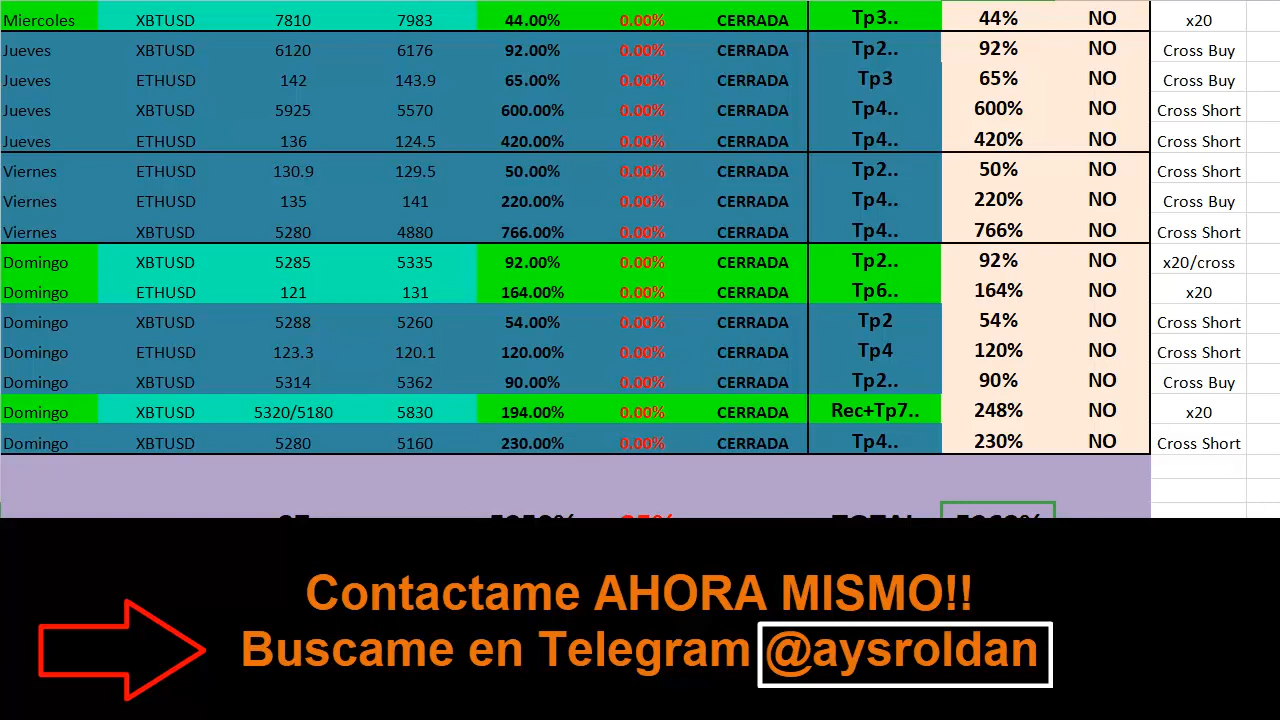 Miercoles XBTUSD 7810 7983 44.00% 0.00% CERRADA Tp3.. 44% NO x20
Jueves XBTUSD 6120 6176 92.00% 0.00% CERRADA Tp2.. 92% NO Cross Buy
Jueves ETHUSD 142 143.9 65.00% 0.00% CERRADA Tp3 65% NO Cross Buy
Jueves XBTUSD 5925 5570 600.00% 0.00% CERRADA Tp4.. 600% NO Cross Short
Jueves ETHUSD 136 124.5 420.00% 0.00% CERRADA Tp4.. 420% NO Cross Short
Viernes ETHUSD 130.9 129.5 50.00% 0.00% CERRADA Tp2.. 50% NO Cross Short
Viernes ETHUSD 135 141 220.00% 0.00% CERRADA Tp4.. 220% NO Cross Buy
Viernes XBTUSD 5280 4880 766.00% 0.00% CERRADA Tp4.. 766% NO Cross Short
Domingo XBTUSD 5285 5335 92.00% 0.00% CERRADA Tp2.. 92% NO x20/cross
Domingo ETHUSD 121 131 164.00% 0.00% CERRADA Tp6.. 164% NO x20
Domingo XBTUSD 5288 5260 54.00% 0.00% CERRADA Tp2 54% NO Cross Short
Domingo ETHUSD 123.3 120.1 120.00% 0.00% CERRADA Tp4 120% NO Cross Short
Domingo XBTUSD 5314 5362 90.00% 0.00% CERRADA Tp2.. 90% NO Cross Buy
Domingo XBTUSD 5320/5180 5830 194.00% 0.00% CERRADA Rec+Tp7.. 248% NO x20
Domingo XBTUSD 5280 5160 230.00% 0.00% CERRADA Tp4.. 230% NO Cross Short
TOTAL
Contactame AHORA MISMO!!
Buscame en Telegram @aysroldan